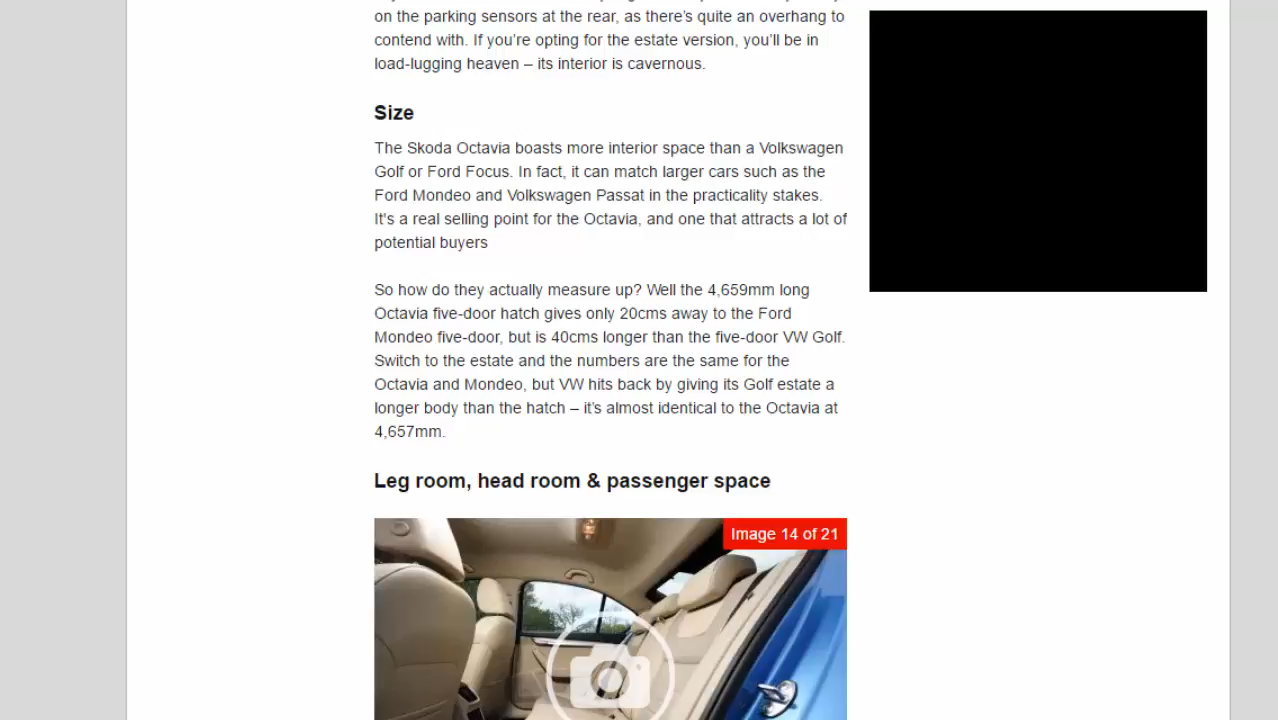 on the parking sensors at the rear, as there’s quite an overhang to
contend with. If you’re opting for the estate version, you’ll be in
load-lugging heaven – its interior is cavernous.
Size
The Skoda Octavia boasts more interior space than a Volkswagen
Golf or Ford Focus. In fact, it can match larger cars such as the
Ford Mondeo and Volkswagen Passat in the practicality stakes.
It's a real selling point for the Octavia, and one that attracts a lot of
potential buyers
So how do they actually measure up? Well the 4,659mm long
Octavia five-door hatch gives only 20cms away to the Ford
Mondeo five-door, but is 40cms longer than the five-door VW Golf.
Switch to the estate and the numbers are the same for the
Octavia and Mondeo, but VW hits back by giving its Golf estate a
longer body than the hatch – it’s almost identical to the Octavia at
4,657mm.
Leg room, head room & passenger space
Image 14 of 21